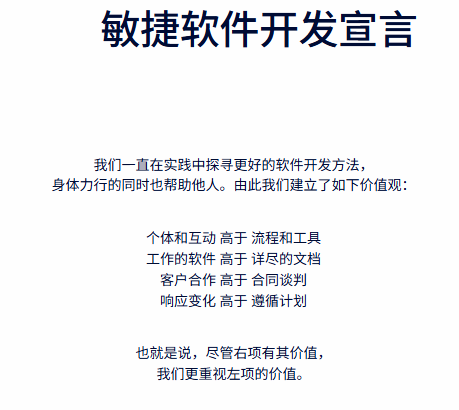 敏捷软件开发宣言
我们一直在实践中探寻更好的软件开发方法，
身体力行的同时也帮助他人。由此我们建立了如下价值观：
个体和互动 高于 流程和工具
工作的软件 高于 详尽的文档
客户合作 高于 合同谈判
响应变化 高于 遵循计划
也就是说，尽管右项有其价值，
我们更重视左项的价值。